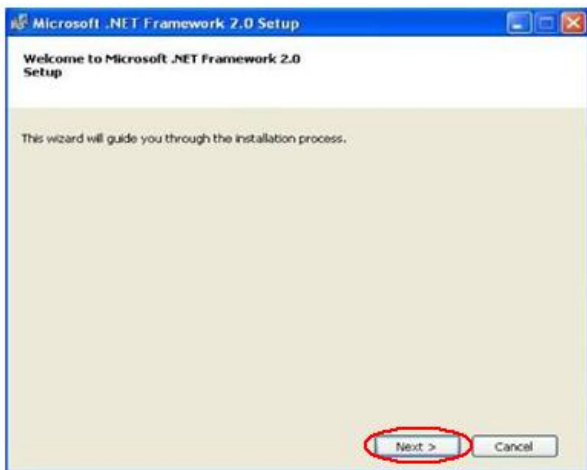 Microsoft .NET Framework 2.0 Setup
Welcome to Microsoft .NET Framework 2.0
Setup
This wizard will guide you through the installation process.
Next > Cancel